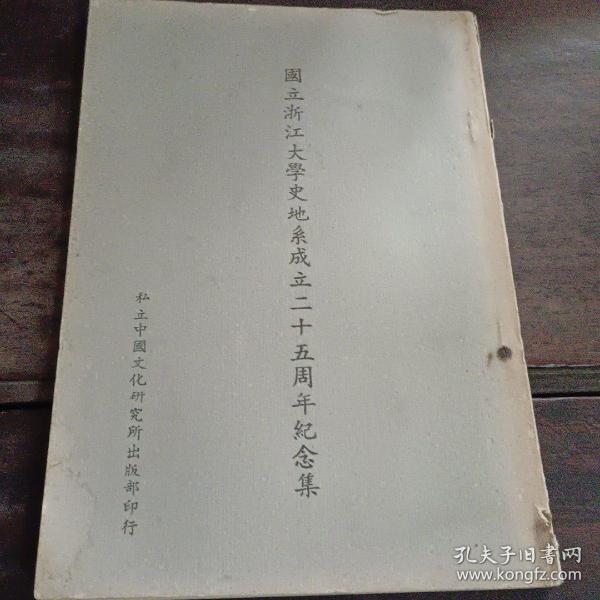 國立浙江大學史地系成立二十五周年紀念集
私立中國文化研究所出版部印行
孔夫子旧书网
www.kongfz.com